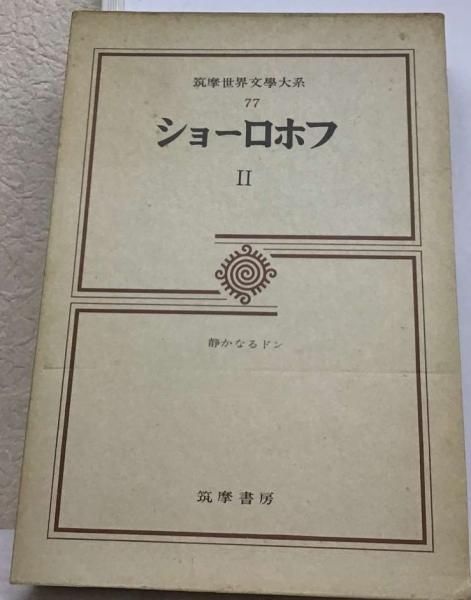 筑摩世界文學大系
77
ショーロホフ
II
静かなるドン
筑摩書房